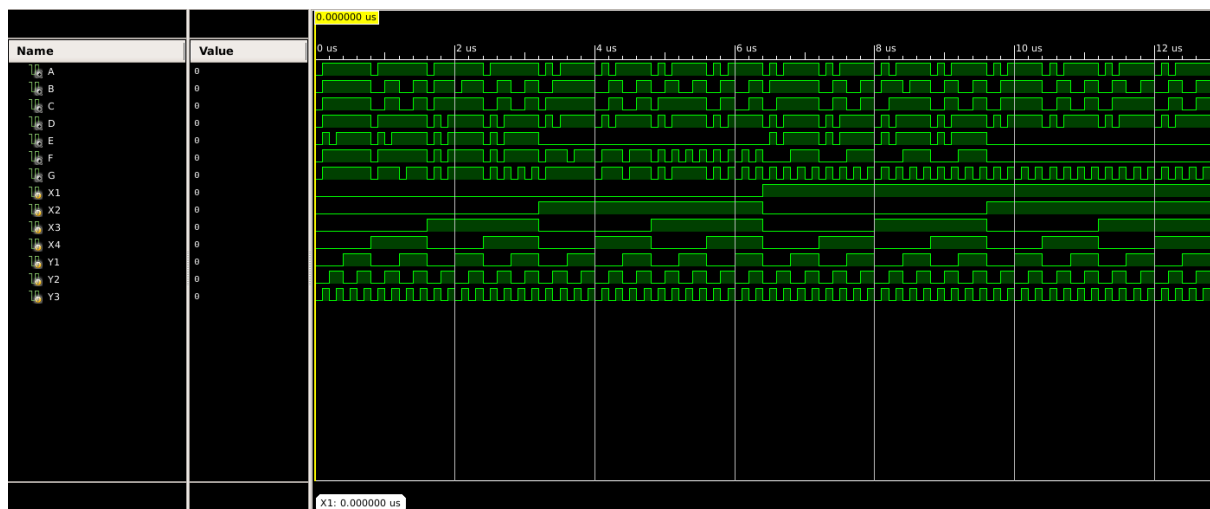 0.000000 us
Name Value 0 us 2 us 4 us 6 us 8 us 10 us 12 us
A 0
B 0
C 0
D 0
E 0
F 0
G 0
X1 0
X2 0
X3 0
X4 0
Y1 0
Y2 0
Y3 0
X1: 0.000000 us